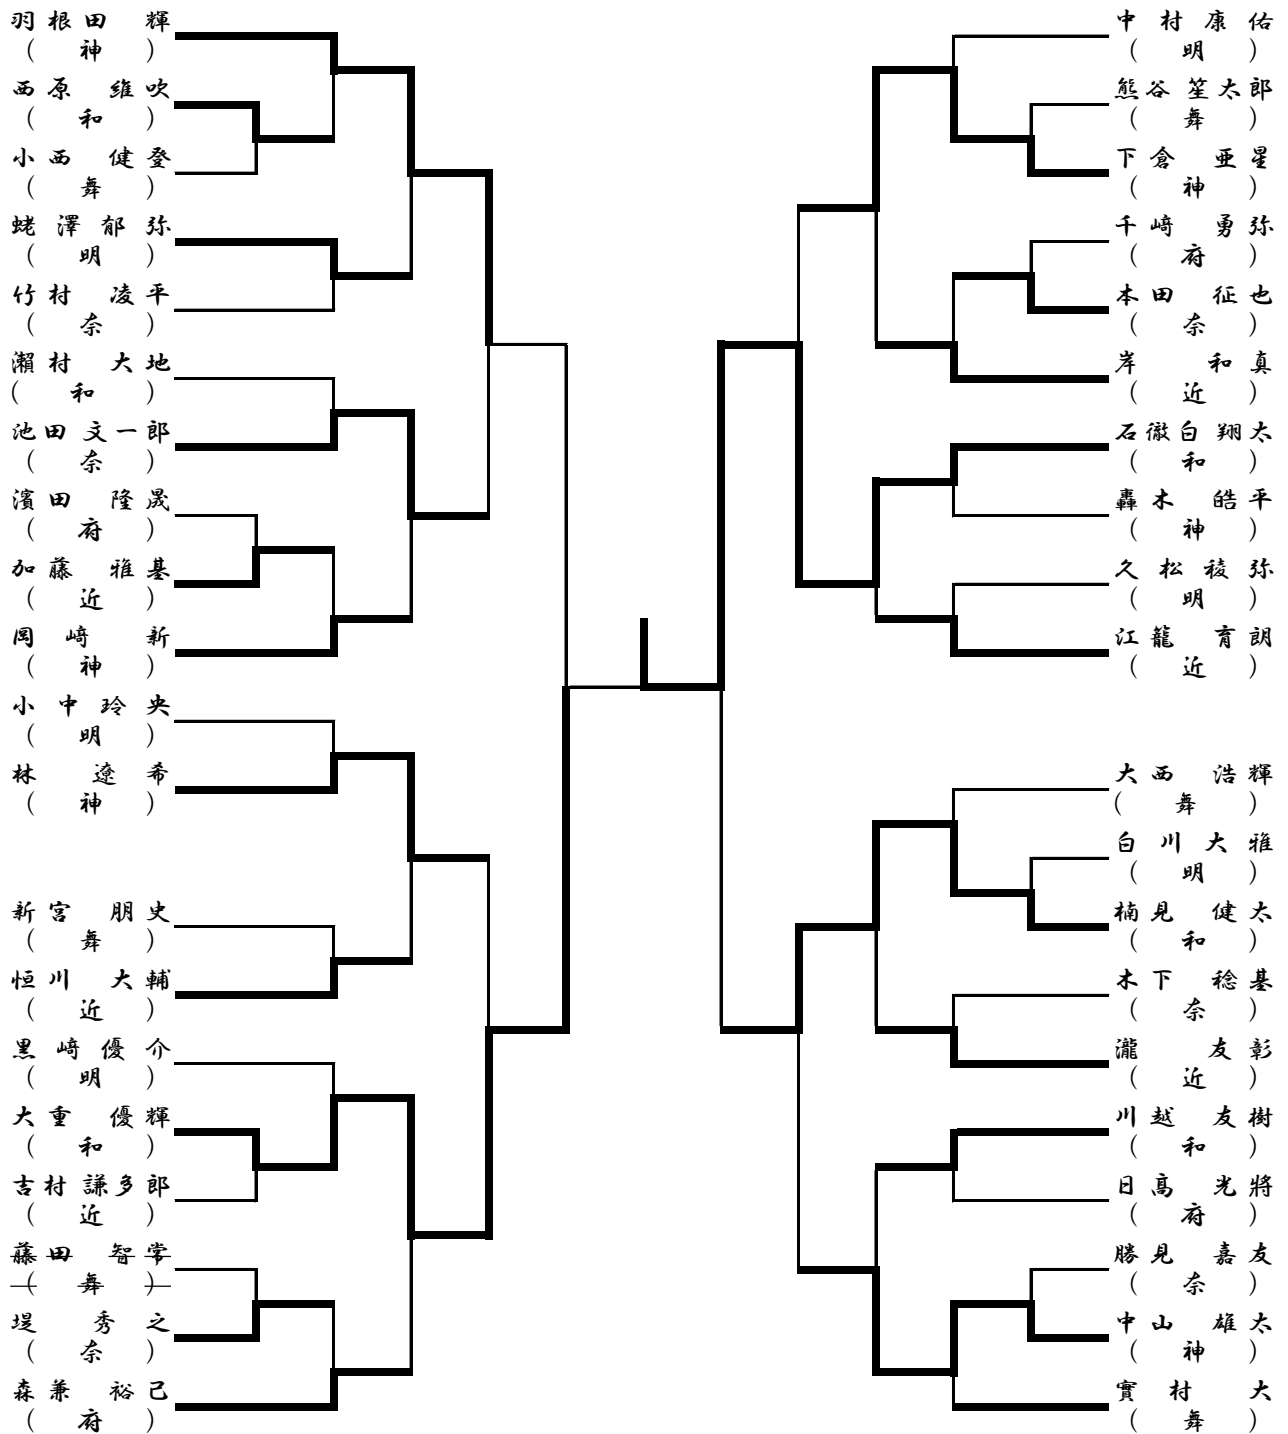 羽根田 輝
( 神 )
西原 維吹
( 和 )
小西 健登
( 舞 )
蛯澤郁弥
( 明 )
竹村 凌平
( 奈 )
瀬村 大地
( 和 )
池田文一郎
( 奈 )
濱田 隆晟
( 府 )
加藤 雅基
( 近 )
岡﨑 新
( 神 )
小中玲央
( 明 )
林 遼希
( 神 )
新宮 朋史
( 舞 )
恒川 大輔
( 近 )
黒﨑優介
( 明 )
大重 優輝
( 和 )
吉村謙多郎
( 近 )
藤田 智常
( 舞 )
堤 秀之
( 奈 )
森兼 裕己
( 府 )
中村康佑
( 明 )
熊谷笙太郎
( 舞 )
下倉 亜星
( 神 )
千﨑 勇弥
( 府 )
本田 征也
( 奈 )
岸 和真
( 近 )
石徹白翔太
( 和 )
轟木 皓平
( 神 )
久松稜弥
( 明 )
江籠 育朗
( 近 )
大西 浩輝
( 舞 )
白川大雅
( 明 )
楠見 健太
( 和 )
木下 稔基
( 奈 )
瀧 友彰
( 近 )
川越 友樹
( 和 )
日髙 光將
( 府 )
勝見 嘉友
( 奈 )
中山 雄太
( 神 )
實村 大
( 舞 )